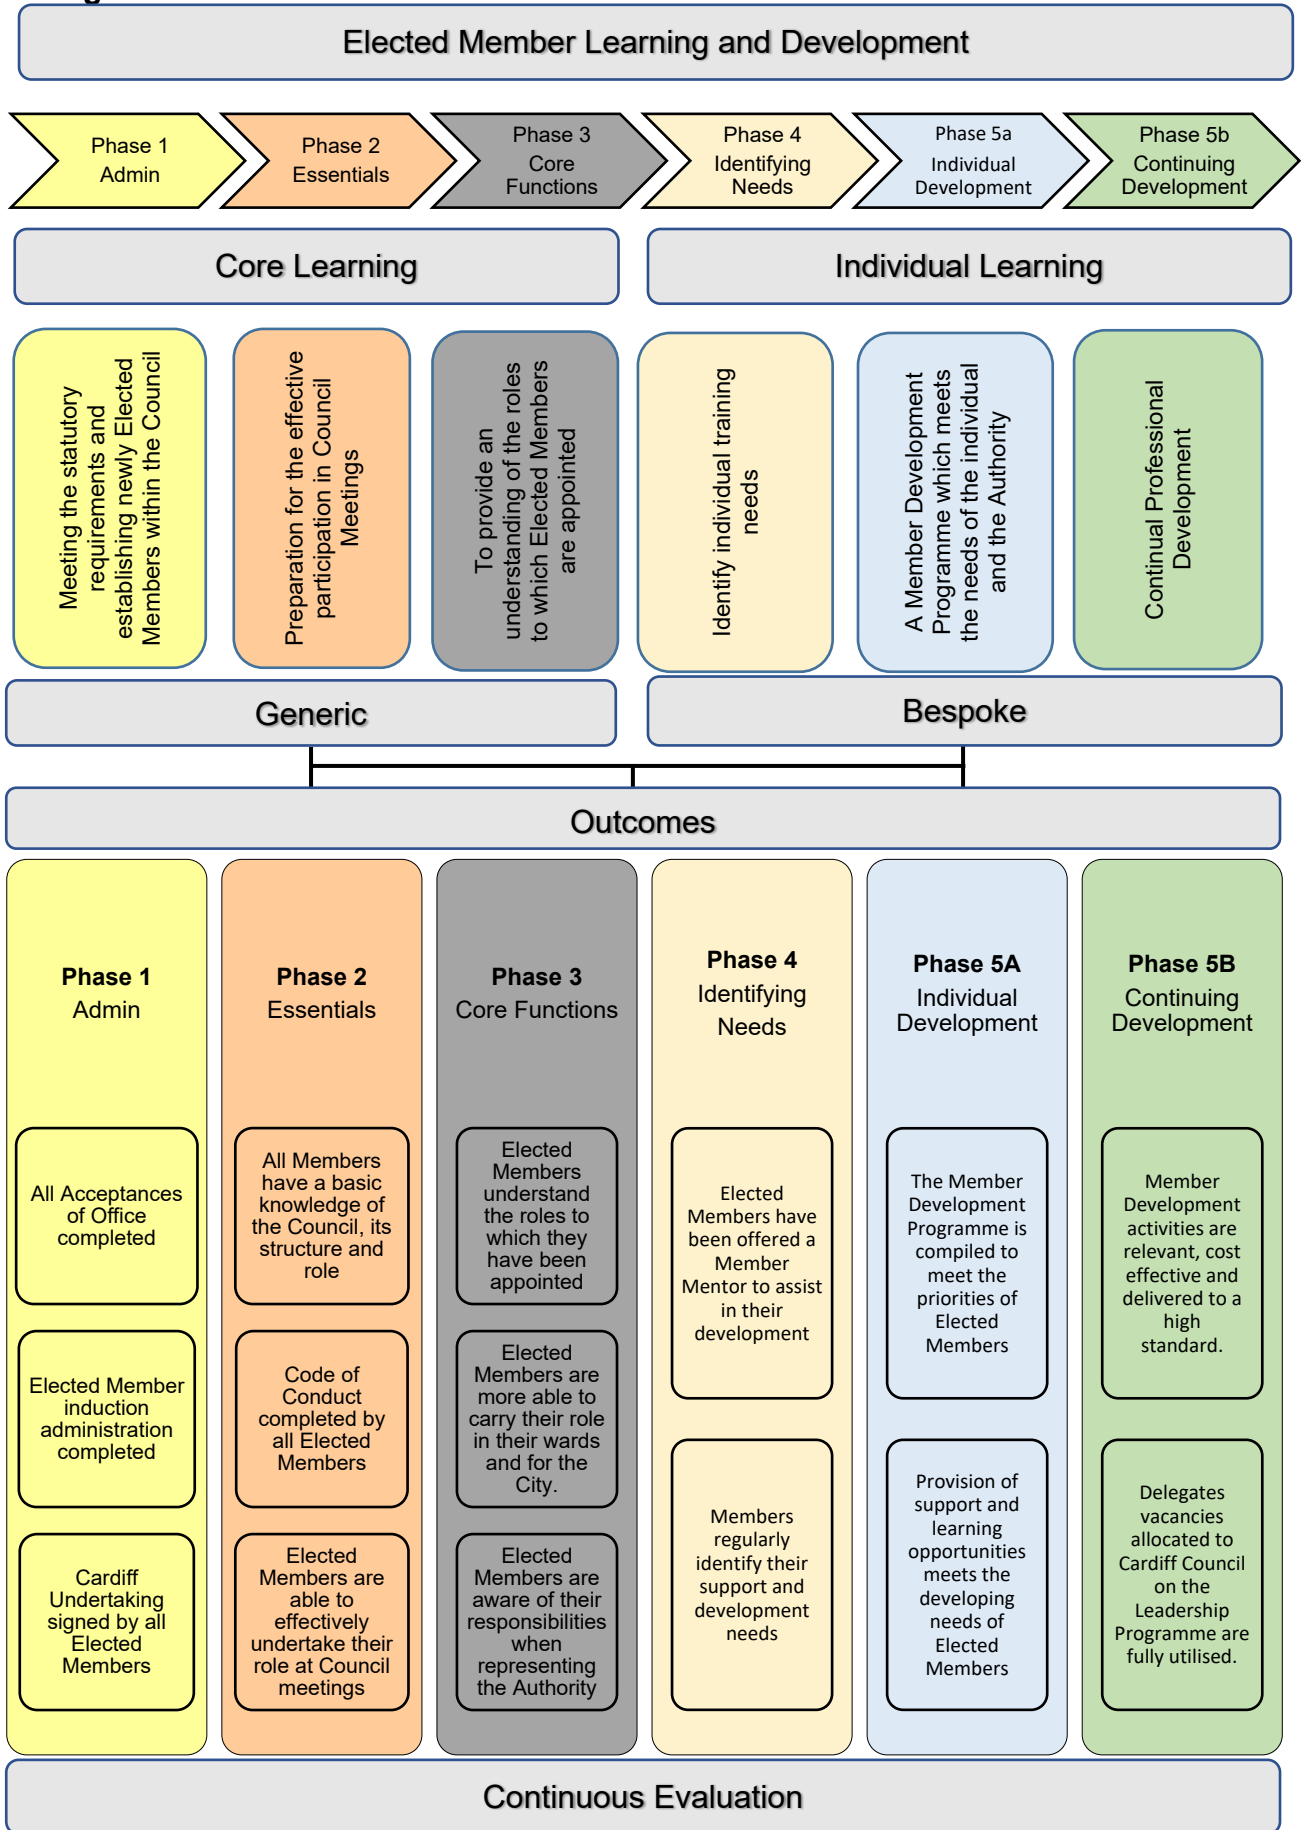 Elected Member Learning and Development
Phase 1
Admin
Phase 2
Essentials
Phase 3
Core
Functions
Phase 4
Identifying
Needs
Phase 5a
Individual
Development
Phase 5b
Continuing
Development
Core Learning
Individual Learning
Meeting the statutory
requirements and
establishing newly Elected
Members within the Council
Preparation for the effective
participation in Council
Meetings
To provide an
understanding of the roles
to which Elected Members
are appointed
Identify individual training
needs
A Member Development
Programme which meets
the needs of the individual
and the Authority
Continual Professional
Development
Generic
Bespoke
Outcomes
Phase 1
Admin
All Acceptances
of Office
completed
Elected Member
induction
administration
completed
Cardiff
Undertaking
signed by all
Elected
Members
Phase 2
Essentials
All Members
have a basic
knowledge of
the Council, its
structure and
role
Code of
Conduct
completed by
all Elected
Members
Elected
Members are
able to
effectively
undertake their
role at Council
meetings
Phase 3
Core Functions
Elected
Members
understand
the roles to
which they
have been
appointed
Elected
Members are
more able to
carry their role
in their wards
and for the
City.
Elected
Members are
aware of their
responsibilities
when
representing
the Authority
Phase 4
Identifying
Needs
Elected
Members have
been offered a
Member
Mentor to assist
in their
development
Members
regularly
identify their
support and
development
needs
Phase 5A
Individual
Development
The Member
Development
Programme is
compiled to
meet the
priorities of
Elected
Members
Provision of
support and
learning
opportunities
meets the
developing
needs of
Elected
Members
Phase 5B
Continuing
Development
Member
Development
activities are
relevant, cost
effective and
delivered to a
high
standard.
Delegates
vacancies
allocated to
Cardiff Council
on the
Leadership
Programme are
fully utilised.
Continuous Evaluation